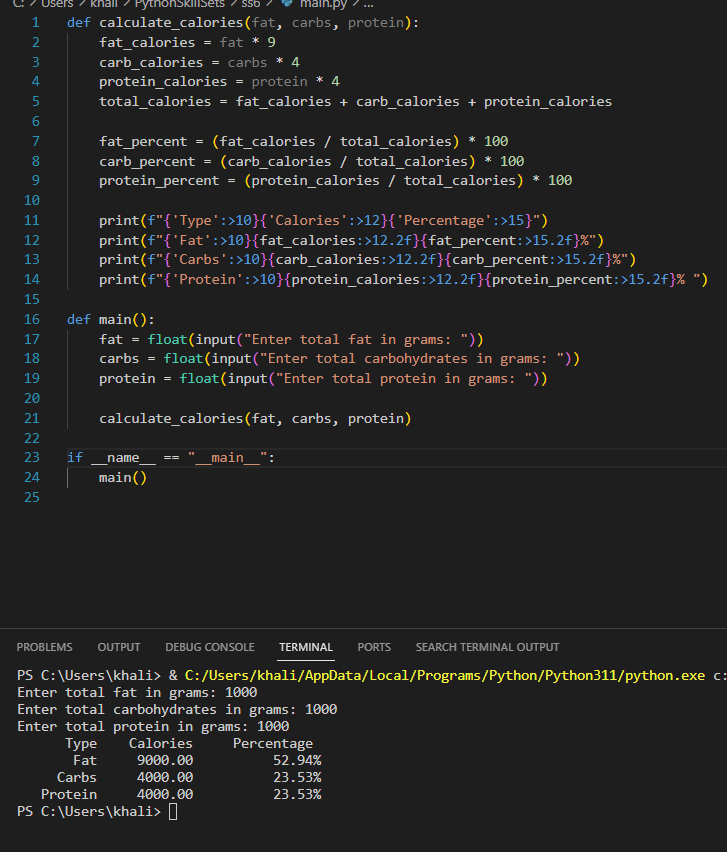 C: > Users > khali > PythonSkillSets > ss6 > main.py > ...
1 def calculate_calories(fat, carbs, protein):
2     fat_calories = fat * 9
3     carb_calories = carbs * 4
4     protein_calories = protein * 4
5     total_calories = fat_calories + carb_calories + protein_calories
6
7     fat_percent = (fat_calories / total_calories) * 100
8     carb_percent = (carb_calories / total_calories) * 100
9     protein_percent = (protein_calories / total_calories) * 100
10
11     print(f"{'Type':>10}{'Calories':>12}{'Percentage':>15}")
12     print(f"{'Fat':>10}{fat_calories:>12.2f}{fat_percent:>15.2f}%")
13     print(f"{'Carbs':>10}{carb_calories:>12.2f}{carb_percent:>15.2f}%")
14     print(f"{'Protein':>10}{protein_calories:>12.2f}{protein_percent:>15.2f}% ")
15
16 def main():
17     fat = float(input("Enter total fat in grams: "))
18     carbs = float(input("Enter total carbohydrates in grams: "))
19     protein = float(input("Enter total protein in grams: "))
20
21     calculate_calories(fat, carbs, protein)
22
23 if __name__ == "__main__":
24     main()
25
PROBLEMS OUTPUT DEBUG CONSOLE TERMINAL PORTS SEARCH TERMINAL OUTPUT
PS C:\Users\khali> & C:/Users/khali/AppData/Local/Programs/Python/Python311/python.exe c:
Enter total fat in grams: 1000
Enter total carbohydrates in grams: 1000
Enter total protein in grams: 1000
      Type    Calories     Percentage
       Fat     9000.00          52.94%
     Carbs     4000.00          23.53%
   Protein     4000.00          23.53%
PS C:\Users\khali>